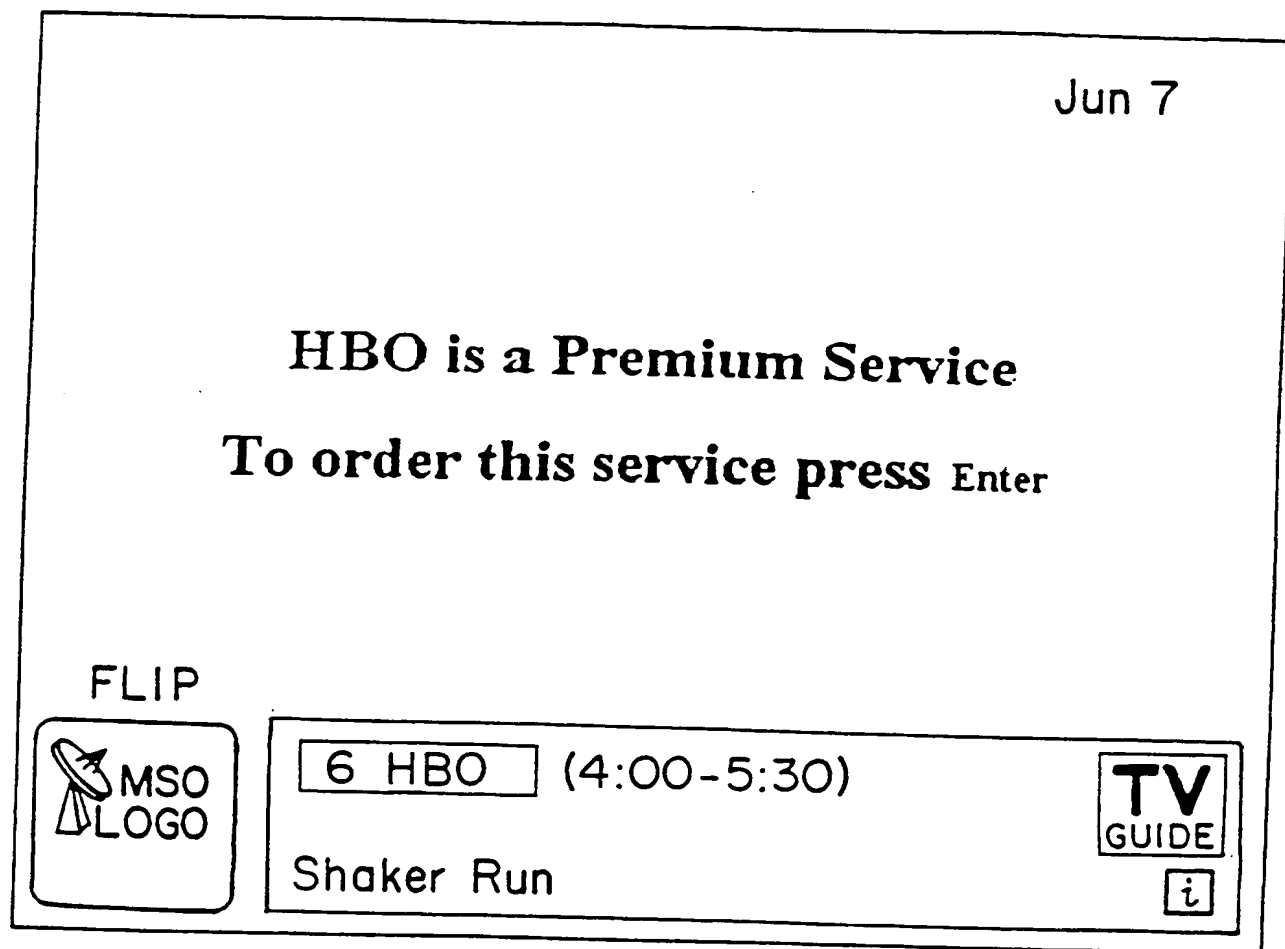 Jun 7
HBO is a Premium Service
To order this service press Enter
FLIP
MSO
LOGO
6 HBO (4:00-5:30)
Shaker Run
TV
GUIDE
i